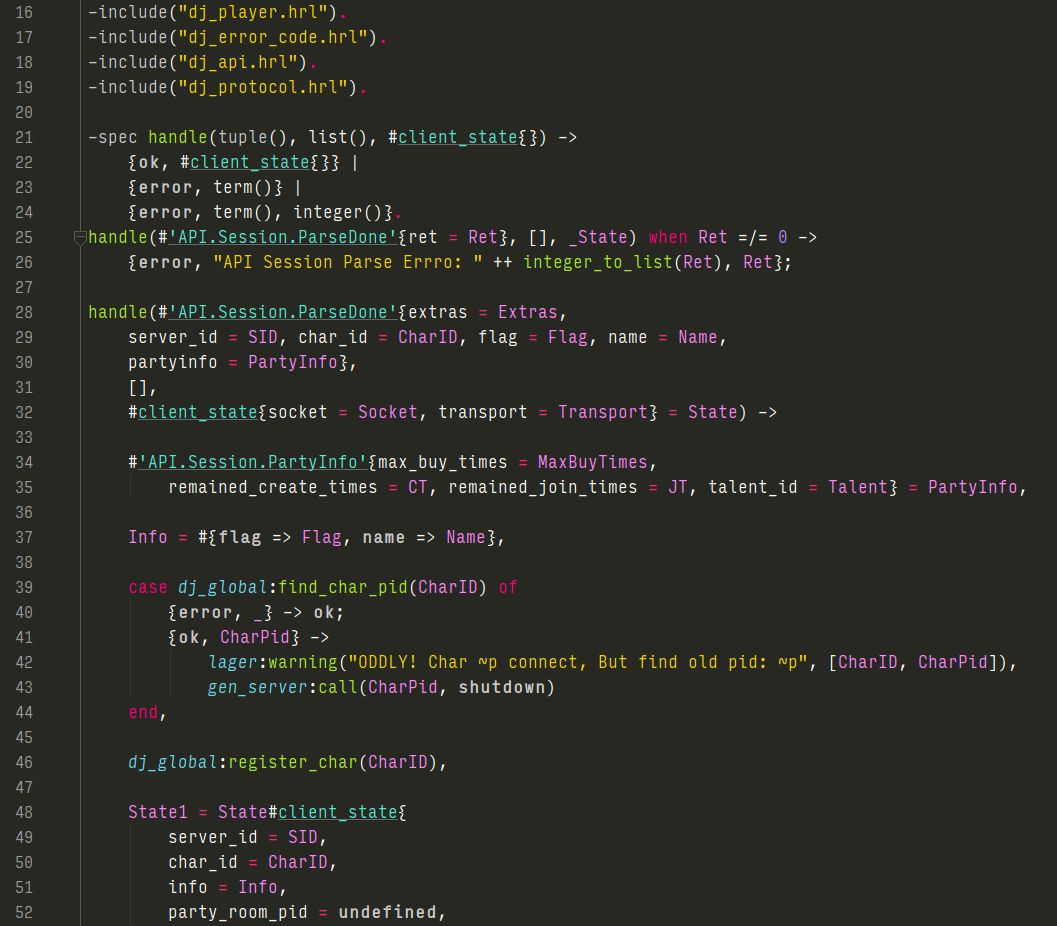 16 -include("dj_player.hrl").
17 -include("dj_error_code.hrl").
18 -include("dj_api.hrl").
19 -include("dj_protocol.hrl").
20
21 -spec handle(tuple(), list(), #client_state{}) ->
22     {ok, #client_state{}} |
23     {error, term()} |
24     {error, term(), integer()}.
25 handle(#'API.Session.ParseDone'{ret = Ret}, [], _State) when Ret =/= 0 ->
26     {error, "API Session Parse Errro: " ++ integer_to_list(Ret), Ret};
27
28 handle(#'API.Session.ParseDone'{extras = Extras,
29     server_id = SID, char_id = CharID, flag = Flag, name = Name,
30     partyinfo = PartyInfo},
31     [],
32     #client_state{socket = Socket, transport = Transport} = State) ->
33
34     #'API.Session.PartyInfo'{max_buy_times = MaxBuyTimes,
35         remained_create_times = CT, remained_join_times = JT, talent_id = Talent} = PartyInfo,
36
37     Info = #{flag => Flag, name => Name},
38
39     case dj_global:find_char_pid(CharID) of
40         {error, _} -> ok;
41         {ok, CharPid} ->
42             lager:warning("ODDLY! Char ~p connect, But find old pid: ~p", [CharID, CharPid]),
43             gen_server:call(CharPid, shutdown)
44     end,
45
46     dj_global:register_char(CharID),
47
48     State1 = State#client_state{
49         server_id = SID,
50         char_id = CharID,
51         info = Info,
52         party_room_pid = undefined,